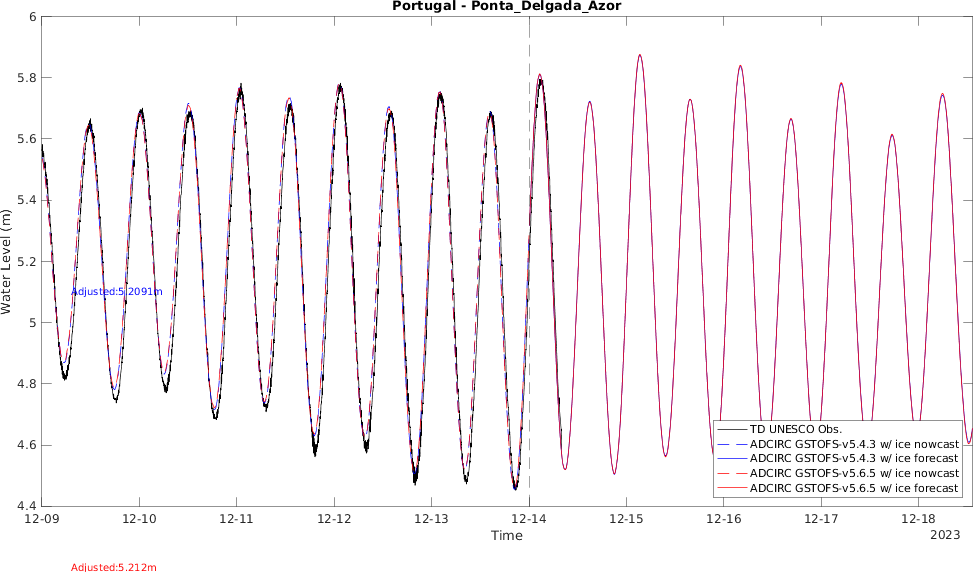 Portugal - Ponta_Delgada_Azor
6
5.8
5.6
5.4
5.2
5
4.8
4.6
4.4
Water Level (m)
Adjusted:5.2091m
TD UNESCO Obs.
ADCIRC GSTOFS-v5.4.3 w/ ice nowcast
ADCIRC GSTOFS-v5.4.3 w/ ice forecast
ADCIRC GSTOFS-v5.6.5 w/ ice nowcast
ADCIRC GSTOFS-v5.6.5 w/ ice forecast
12-09 12-10 12-11 12-12 12-13 12-14 12-15 12-16 12-17 12-18
Time
2023
Adjusted:5.212m